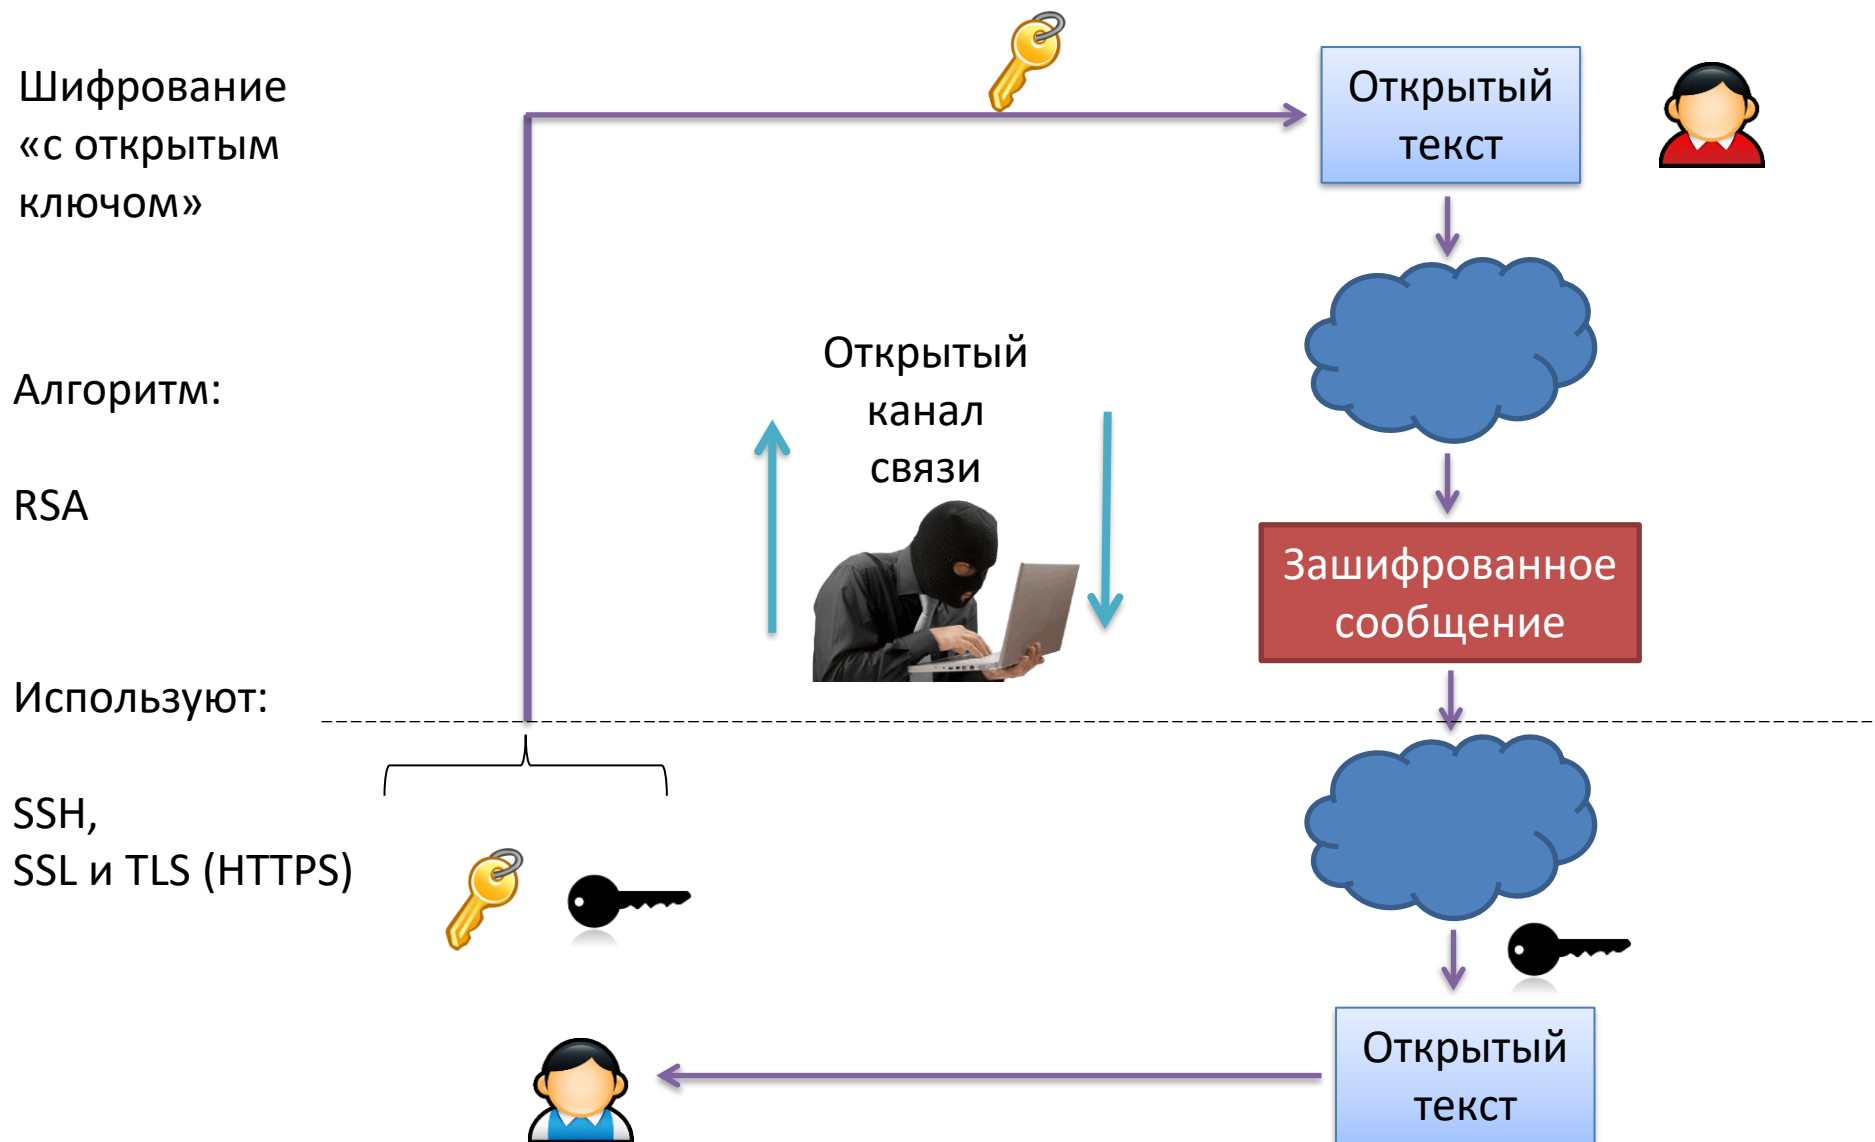 Шифрование
«с открытым
ключом»
Открытый
текст
Открытый
канал
связи
Алгоритм:
RSA
Зашифрованное
сообщение
Используют:
SSH,
SSL и TLS (HTTPS)
Открытый
текст